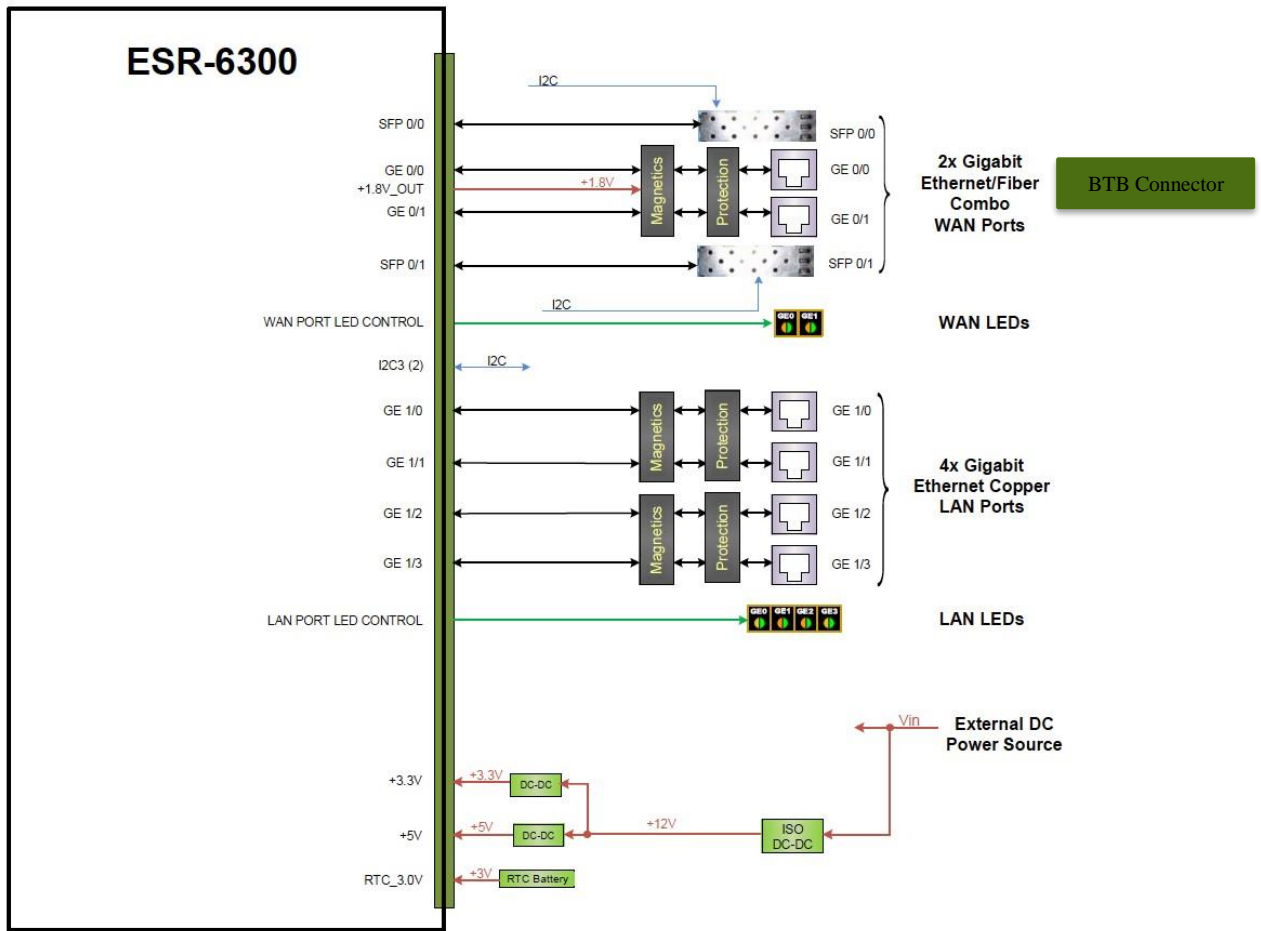 ESR-6300
I2C
SFP 0/0
SFP 0/0
GE 0/0
GE 0/0
+1.8V_OUT
+1.8V
GE 0/1
GE 0/1
Magnetics
Protection
SFP 0/1
SFP 0/1
2x Gigabit
Ethernet/Fiber
Combo
WAN Ports
BTB Connector
I2C
WAN PORT LED CONTROL
GE0 GE1
WAN LEDs
I2C3 (2)
I2C
GE 1/0
GE 1/0
Magnetics
Protection
GE 1/1
GE 1/1
4x Gigabit
Ethernet Copper
LAN Ports
GE 1/2
GE 1/2
Magnetics
Protection
GE 1/3
GE 1/3
LAN PORT LED CONTROL
GE0 GE1 GE2 GE3
LAN LEDs
Vin
External DC
Power Source
+3.3V
+3.3V
DC-DC
+5V
+5V
DC-DC
+12V
ISO
DC-DC
RTC_3.0V
+3V
RTC Battery